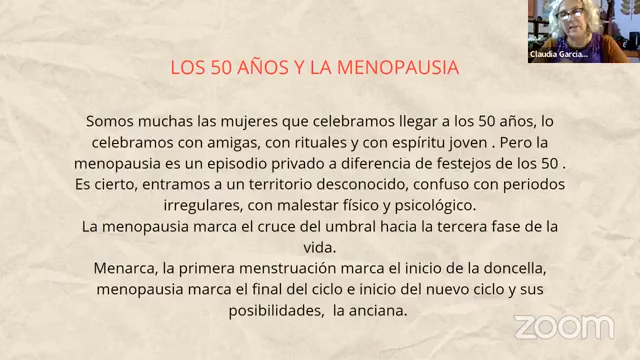 Claudia Garcia...
LOS 50 AÑOS Y LA MENOPAUSIA
Somos muchas las mujeres que celebramos llegar a los 50 años, lo
celebramos con amigas, con rituales y con espíritu joven . Pero la
menopausia es un episodio privado a diferencia de festejos de los 50 .
Es cierto, entramos a un territorio desconocido, confuso con periodos
irregulares, con malestar físico y psicológico.
La menopausia marca el cruce del umbral hacia la tercera fase de la
vida.
Menarca, la primera menstruación marca el inicio de la doncella,
menopausia marca el final del ciclo e inicio del nuevo ciclo y sus
posibilidades,  la anciana.
zoom